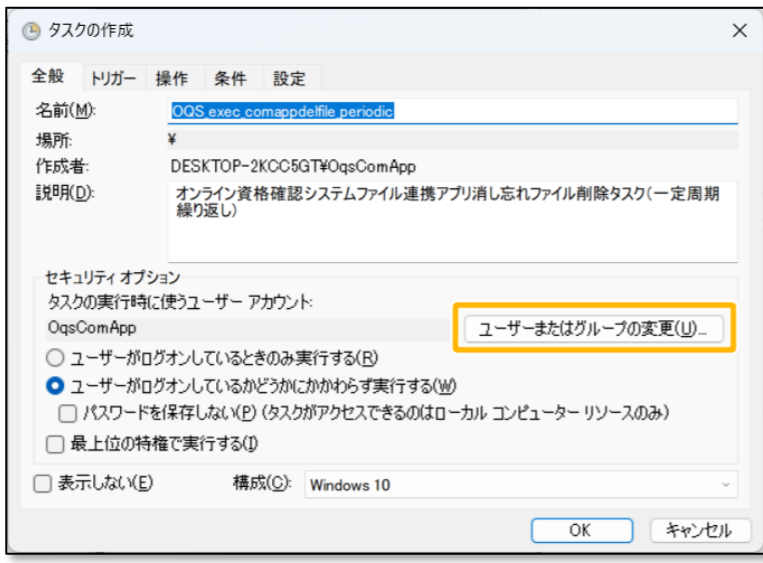 タスクの作成
全般 トリガー 操作 条件 設定
名前(M): OQS exec comappdelfile periodic
場所: ¥
作成者: DESKTOP-2KCC5GT¥OqsComApp
説明(D): オンライン資格確認システムファイル連携アプリ消し忘れファイル削除タスク(一定周期
繰り返し)
セキュリティ オプション
タスクの実行時に使うユーザー アカウント:
OqsComApp ユーザーまたはグループの変更(U)...
ユーザーがログオンしているときのみ実行する(R)
ユーザーがログオンしているかどうかにかかわらず実行する(W)
パスワードを保存しない(P) (タスクがアクセスできるのはローカル コンピューター リソースのみ)
最上位の特権で実行する(I)
表示しない(E) 構成(C): Windows 10
OK キャンセル